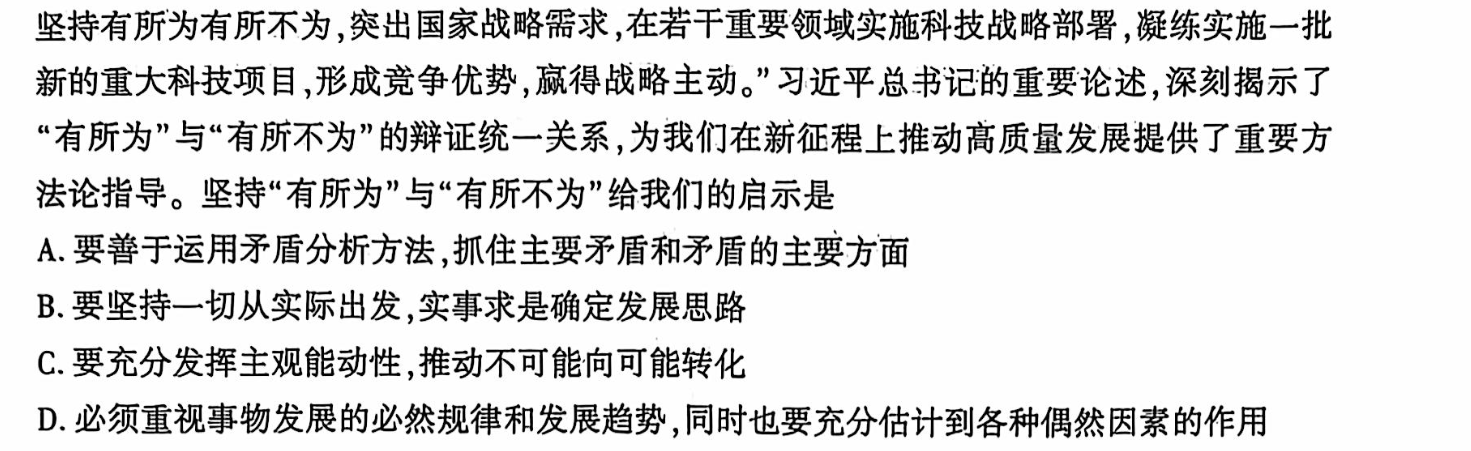 坚持有所为有所不为,突出国家战略需求,在若干重要领域实施科技战略部署,凝练实施一批
新的重大科技项目,形成竞争优势,赢得战略主动。”习近平总书记的重要论述,深刻揭示了
“有所为”与“有所不为”的辩证统一关系,为我们在新征程上推动高质量发展提供了重要方
法论指导。坚持“有所为”与“有所不为”给我们的启示是
A. 要善于运用矛盾分析方法,抓住主要矛盾和矛盾的主要方面
B. 要坚持一切从实际出发,实事求是确定发展思路
C. 要充分发挥主观能动性,推动不可能向可能转化
D. 必须重视事物发展的必然规律和发展趋势,同时也要充分估计到各种偶然因素的作用